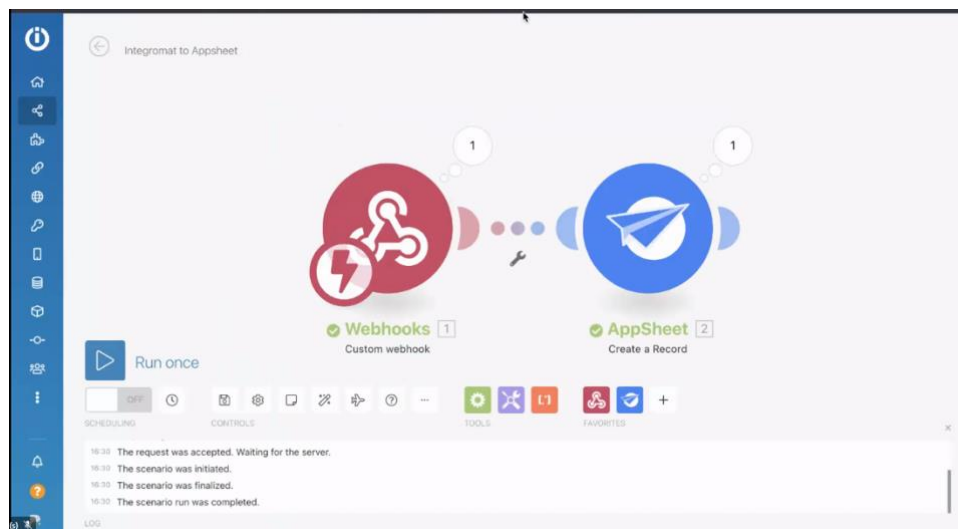 Integromat to Appsheet
1
1
Webhooks 1
Custom webhook
AppSheet 2
Create a Record
Run once
OFF
SCHEDULING
CONTROLS
TOOLS
FAVORITES
16:30 The request was accepted. Waiting for the server.
16:30 The scenario was initiated.
16:30 The scenario was finalized.
16:30 The scenario run was completed.
LOG